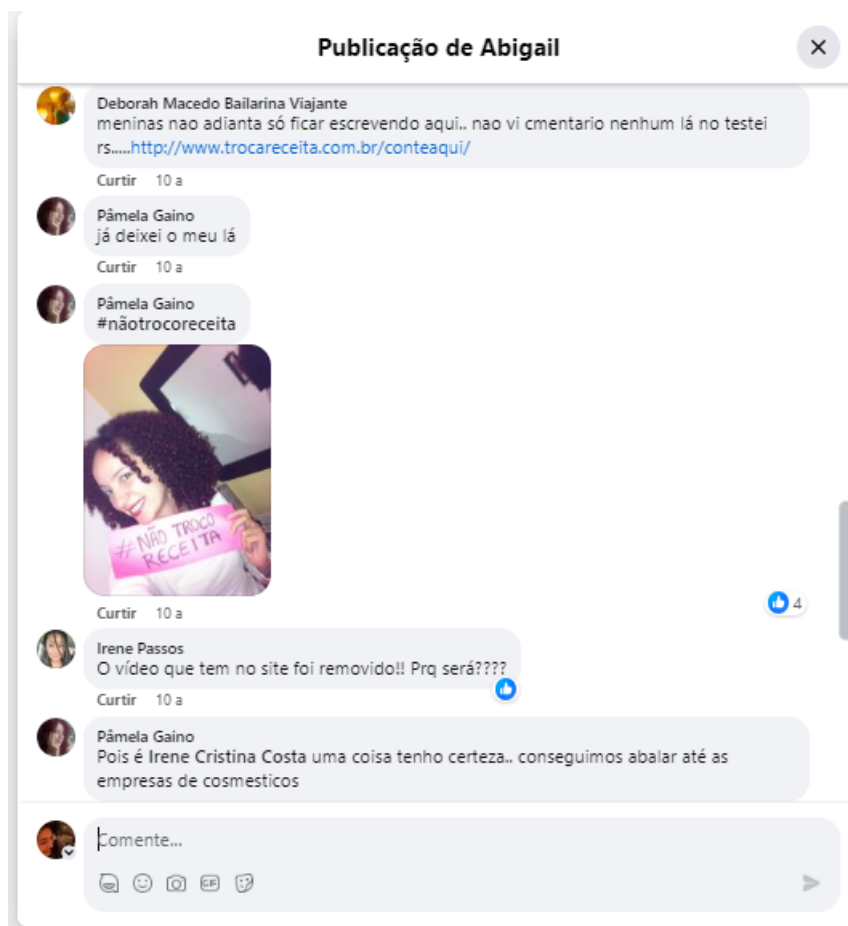 Publicação de Abigail
Deborah Macedo Bailarina Viajante
meninas nao adianta só ficar escrevendo aqui.. nao vi cmentario nenhum lá no testei
rs.....http://www.trocareceita.com.br/conteaqui/
Curtir 10 a
Pâmela Gaino
já deixei o meu lá
Curtir 10 a
Pâmela Gaino
#nãotrocoreceita
#NÃO TROCO
RECEITA
Curtir 10 a
4
Irene Passos
O vídeo que tem no site foi removido!! Prq será????
Curtir 10 a
Pâmela Gaino
Pois é Irene Cristina Costa uma coisa tenho certeza.. conseguimos abalar até as
empresas de cosmesticos
Comente...
GIF